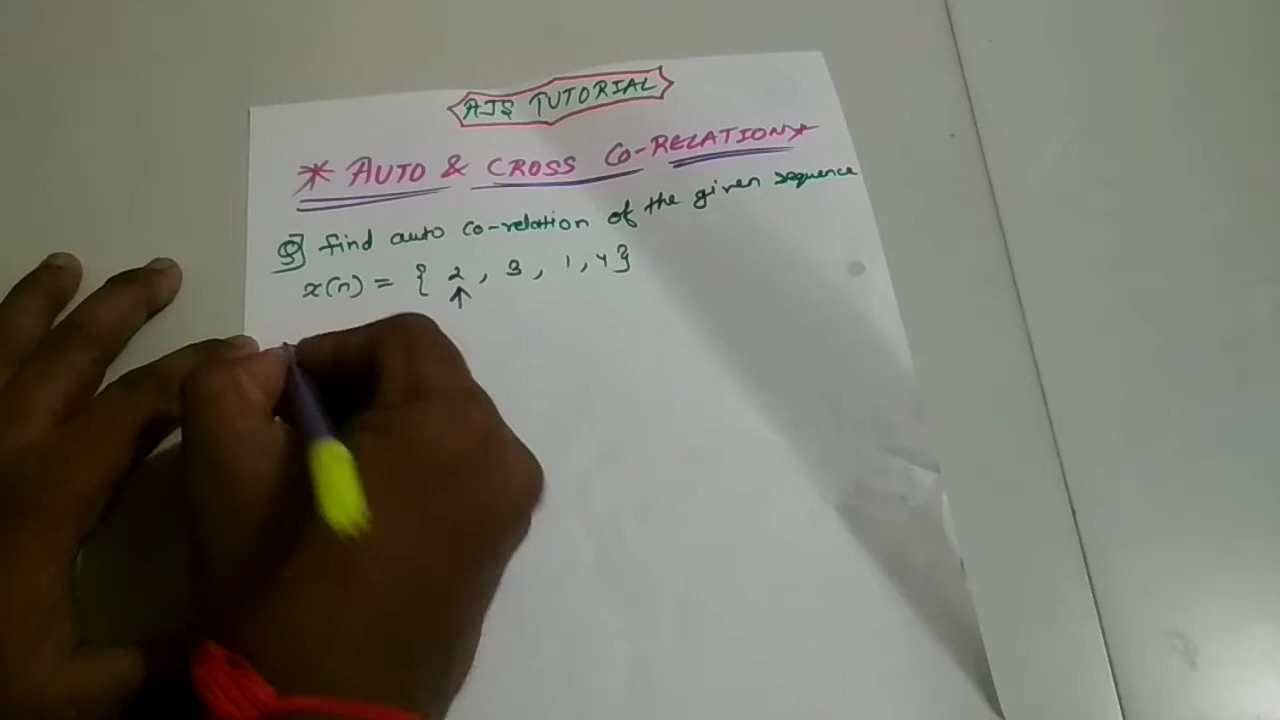 AJS TUTORIAL
* AUTO & CROSS CO-RELATION *
Q] find auto co-relation of the given sequence
x(n) = { 2, 3, 1, 4 }
↑